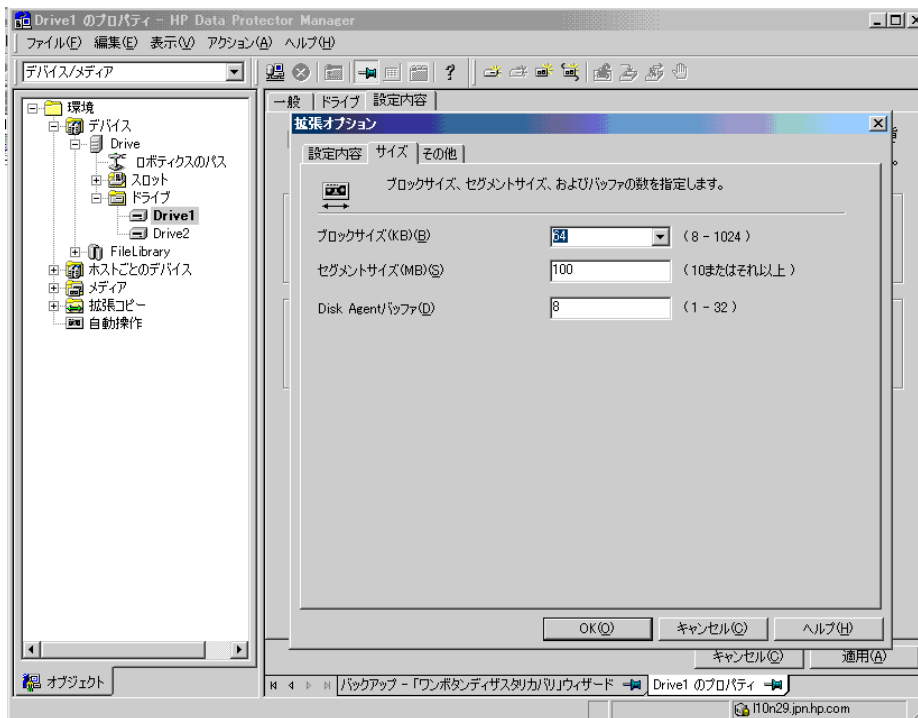 Drive1 のプロパティ - HP Data Protector Manager
ファイル(F) 編集(E) 表示(V) アクション(A) ヘルプ(H)
デバイス/メディア
環境
デバイス
Drive
ロボティクスのパス
スロット
ドライブ
Drive1
Drive2
FileLibrary
ホストごとのデバイス
メディア
拡張コピー
自動操作
オブジェクト
一般 ドライブ 設定内容
拡張オプション
設定内容 サイズ その他
ブロックサイズ、セグメントサイズ、およびバッファの数を指定します。
ブロックサイズ(KB)(B) 64 (8 - 1024)
セグメントサイズ(MB)(S) 100 (10またはそれ以上)
Disk Agentバッファ(D) 8 (1 - 32)
OK(O) キャンセル(C) ヘルプ(H)
キャンセル(C) 適用(A)
バックアップ - 「ワンボタンディザスタリカバリ」ウィザード Drive1 のプロパティ
l10n29.jpn.hp.com